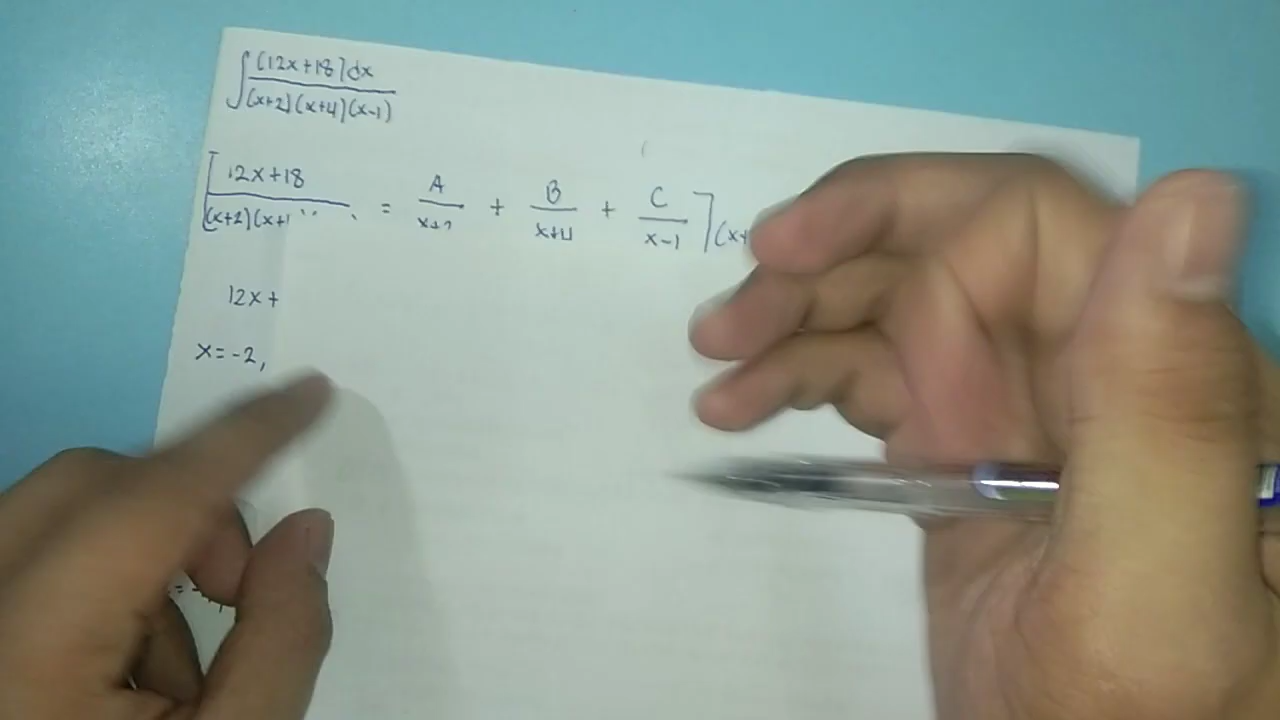 ∫ (12x+18)dx / (x+2)(x+4)(x-1)
[ 12x+18 / (x+2)(x+ = A / x+2 + B / x+4 + C / x-1 ] (x+
12x+
x=-2,